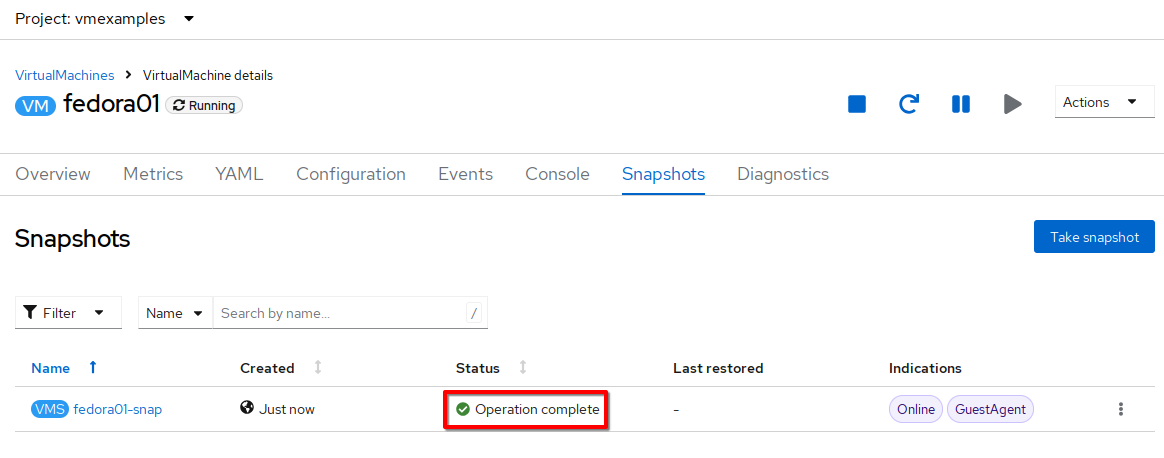 Project: vmexamples
VirtualMachines > VirtualMachine details
VM fedora01 Running
Actions
Overview Metrics YAML Configuration Events Console Snapshots Diagnostics
Snapshots
Take snapshot
Filter Name Search by name... /
Name Created Status Last restored Indications
VMS fedora01-snap Just now Operation complete - Online GuestAgent